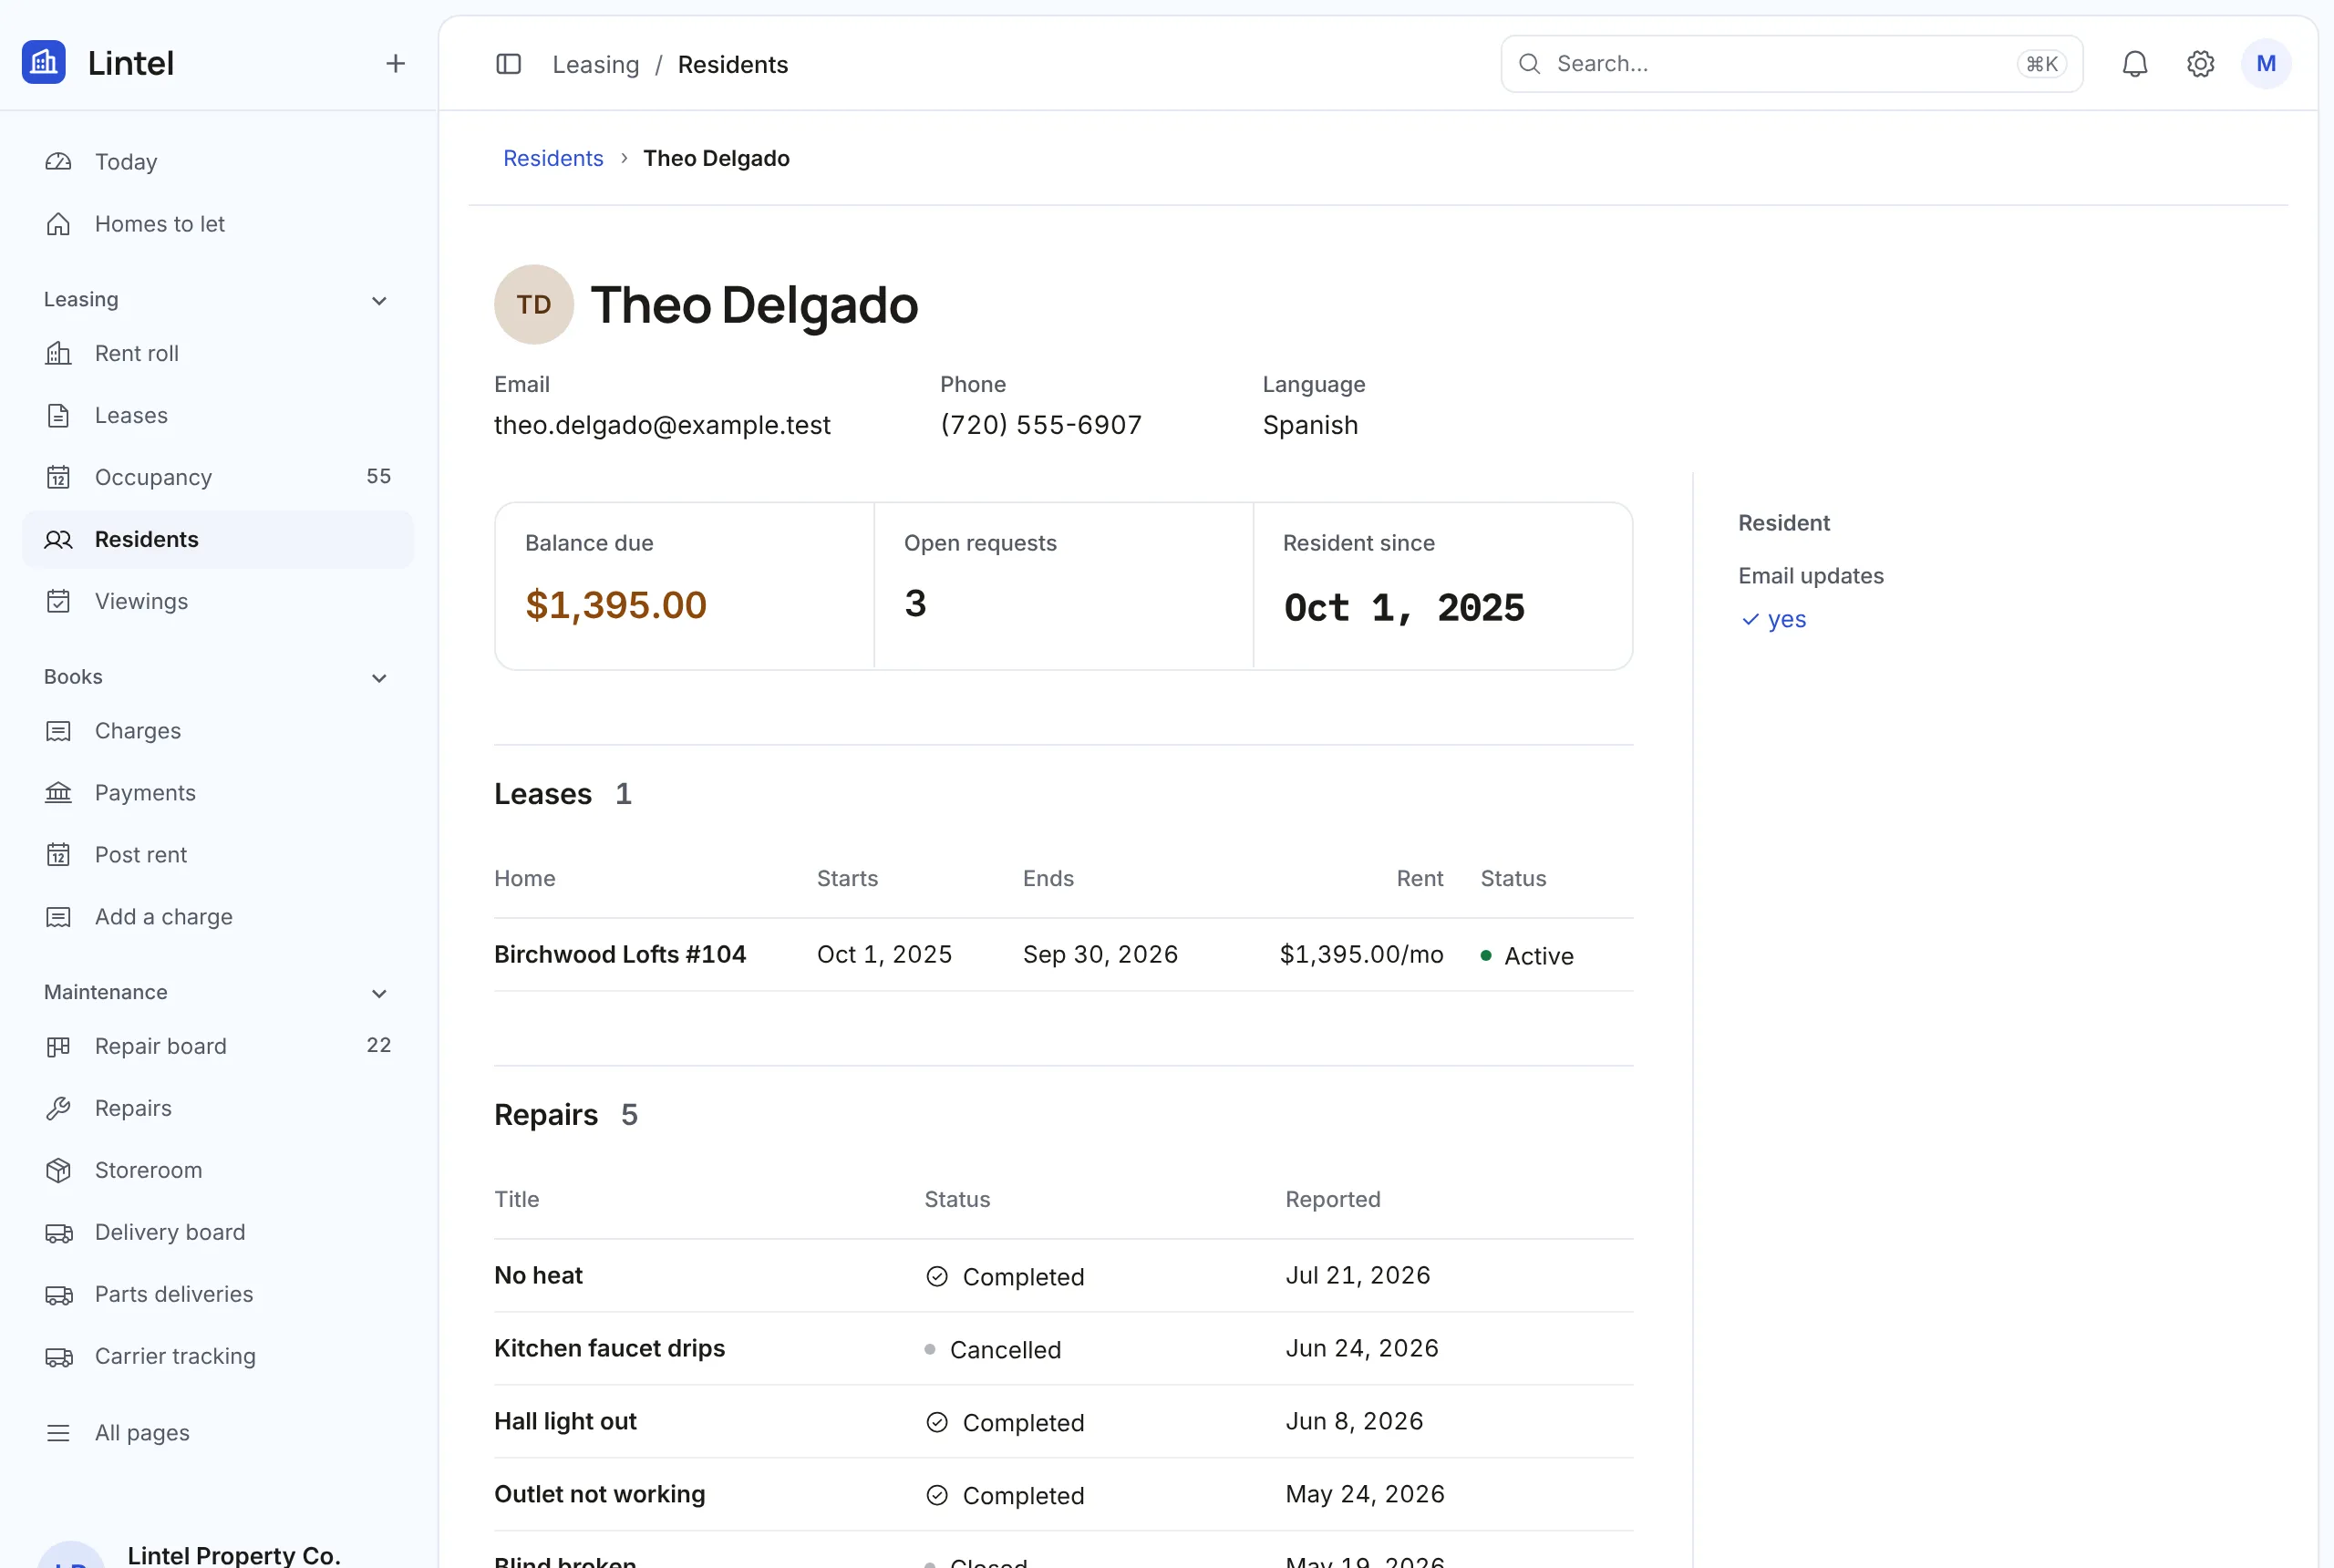 Lintel
Today
Homes to let
Leasing
Rent roll
Leases
Occupancy 55
Residents
Viewings
Books
Charges
Payments
Post rent
Add a charge
Maintenance
Repair board 22
Repairs
Storeroom
Delivery board
Parts deliveries
Carrier tracking
All pages
Lintel Property Co.
Leasing / Residents
Search... ⌘K
M
Residents › Theo Delgado
TD Theo Delgado
Email Phone Language
theo.delgado@example.test (720) 555-6907 Spanish
Balance due Open requests Resident since
$1,395.00 3 Oct 1, 2025
Resident
Email updates
yes
Leases 1
Home Starts Ends Rent Status
Birchwood Lofts #104 Oct 1, 2025 Sep 30, 2026 $1,395.00/mo Active
Repairs 5
Title Status Reported
No heat Completed Jul 21, 2026
Kitchen faucet drips Cancelled Jun 24, 2026
Hall light out Completed Jun 8, 2026
Outlet not working Completed May 24, 2026
Blind broken Closed May 19, 2026